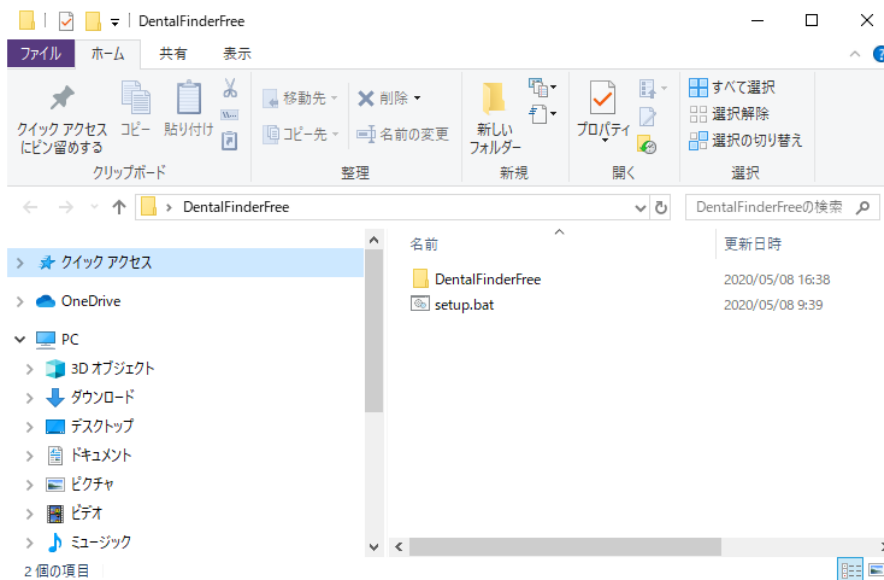 DentalFinderFree
ファイル ホーム 共有 表示
クイック アクセス
にピン留めする
コピー
貼り付け
移動先
コピー先
削除
名前の変更
新しい
フォルダー
プロパティ
すべて選択
選択解除
選択の切り替え
クリップボード 整理 新規 開く 選択
DentalFinderFree DentalFinderFreeの検索
名前 更新日時
クイック アクセス
OneDrive
PC
3D オブジェクト
ダウンロード
デスクトップ
ドキュメント
ピクチャ
ビデオ
ミュージック
DentalFinderFree 2020/05/08 16:38
setup.bat 2020/05/08 9:39
2 個の項目